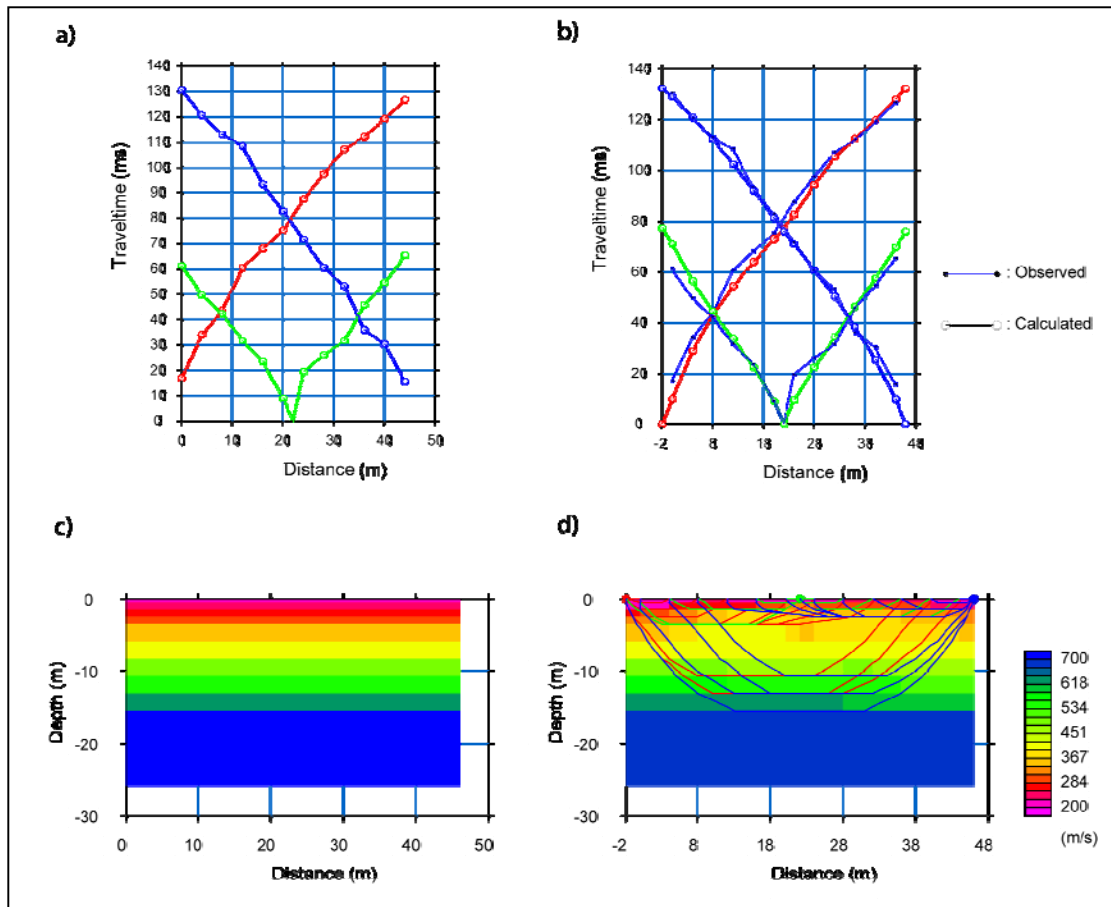 a)
Traveltime (ms)
140
130
120
110
100
90
80
70
60
50
40
30
20
10
0
0 10 20 30 40 50
Distance (m)
b)
Traveltime (ms)
140
120
100
80
60
40
20
0
-2 8 18 28 38 48
Distance (m)
: Observed
: Calculated
c)
Depth (m)
0
-10
-20
-30
0 10 20 30 40 50
Distance (m)
d)
Depth (m)
0
-10
-20
-30
-2 8 18 28 38 48
Distance (m)
700
618
534
451
367
284
200
(m/s)